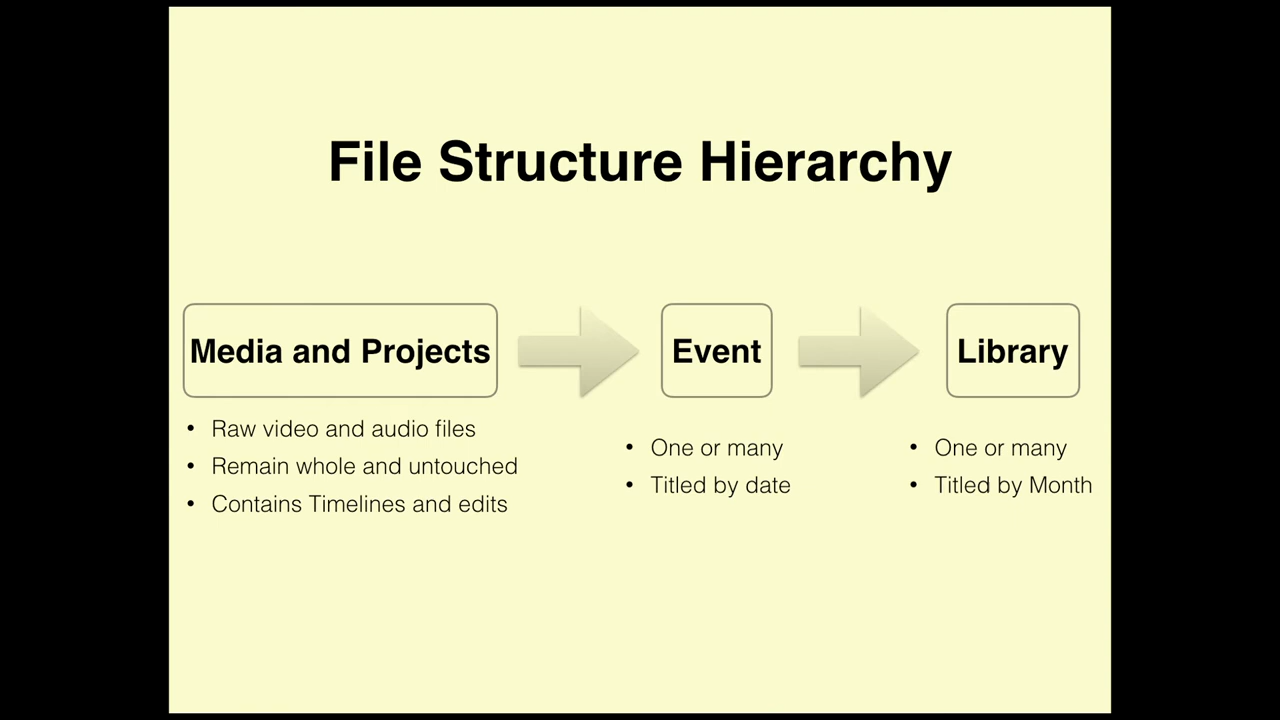 File Structure Hierarchy
Media and Projects
• Raw video and audio files
• Remain whole and untouched
• Contains Timelines and edits
Event
• One or many
• Titled by date
Library
• One or many
• Titled by Month